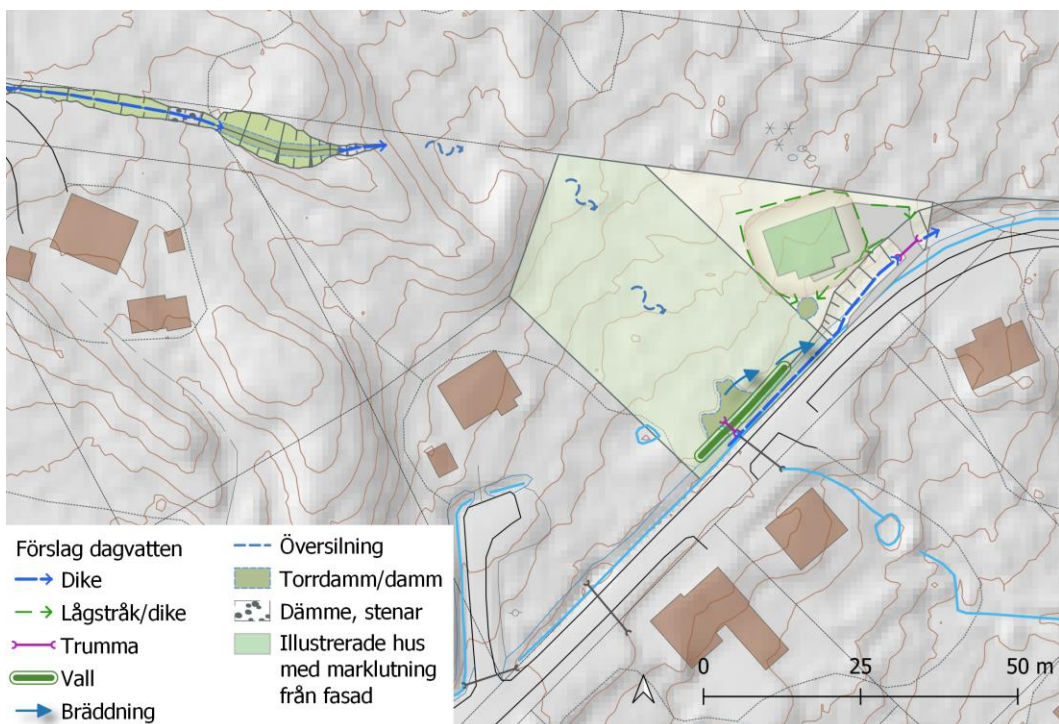 Förslag dagvatten
Dike
Lågstråk/dike
Trumma
Vall
Bräddning
Översilning
Torrdamm/damm
Dämme, stenar
Illustrerade hus
med marklutning
från fasad
0 25 50 m